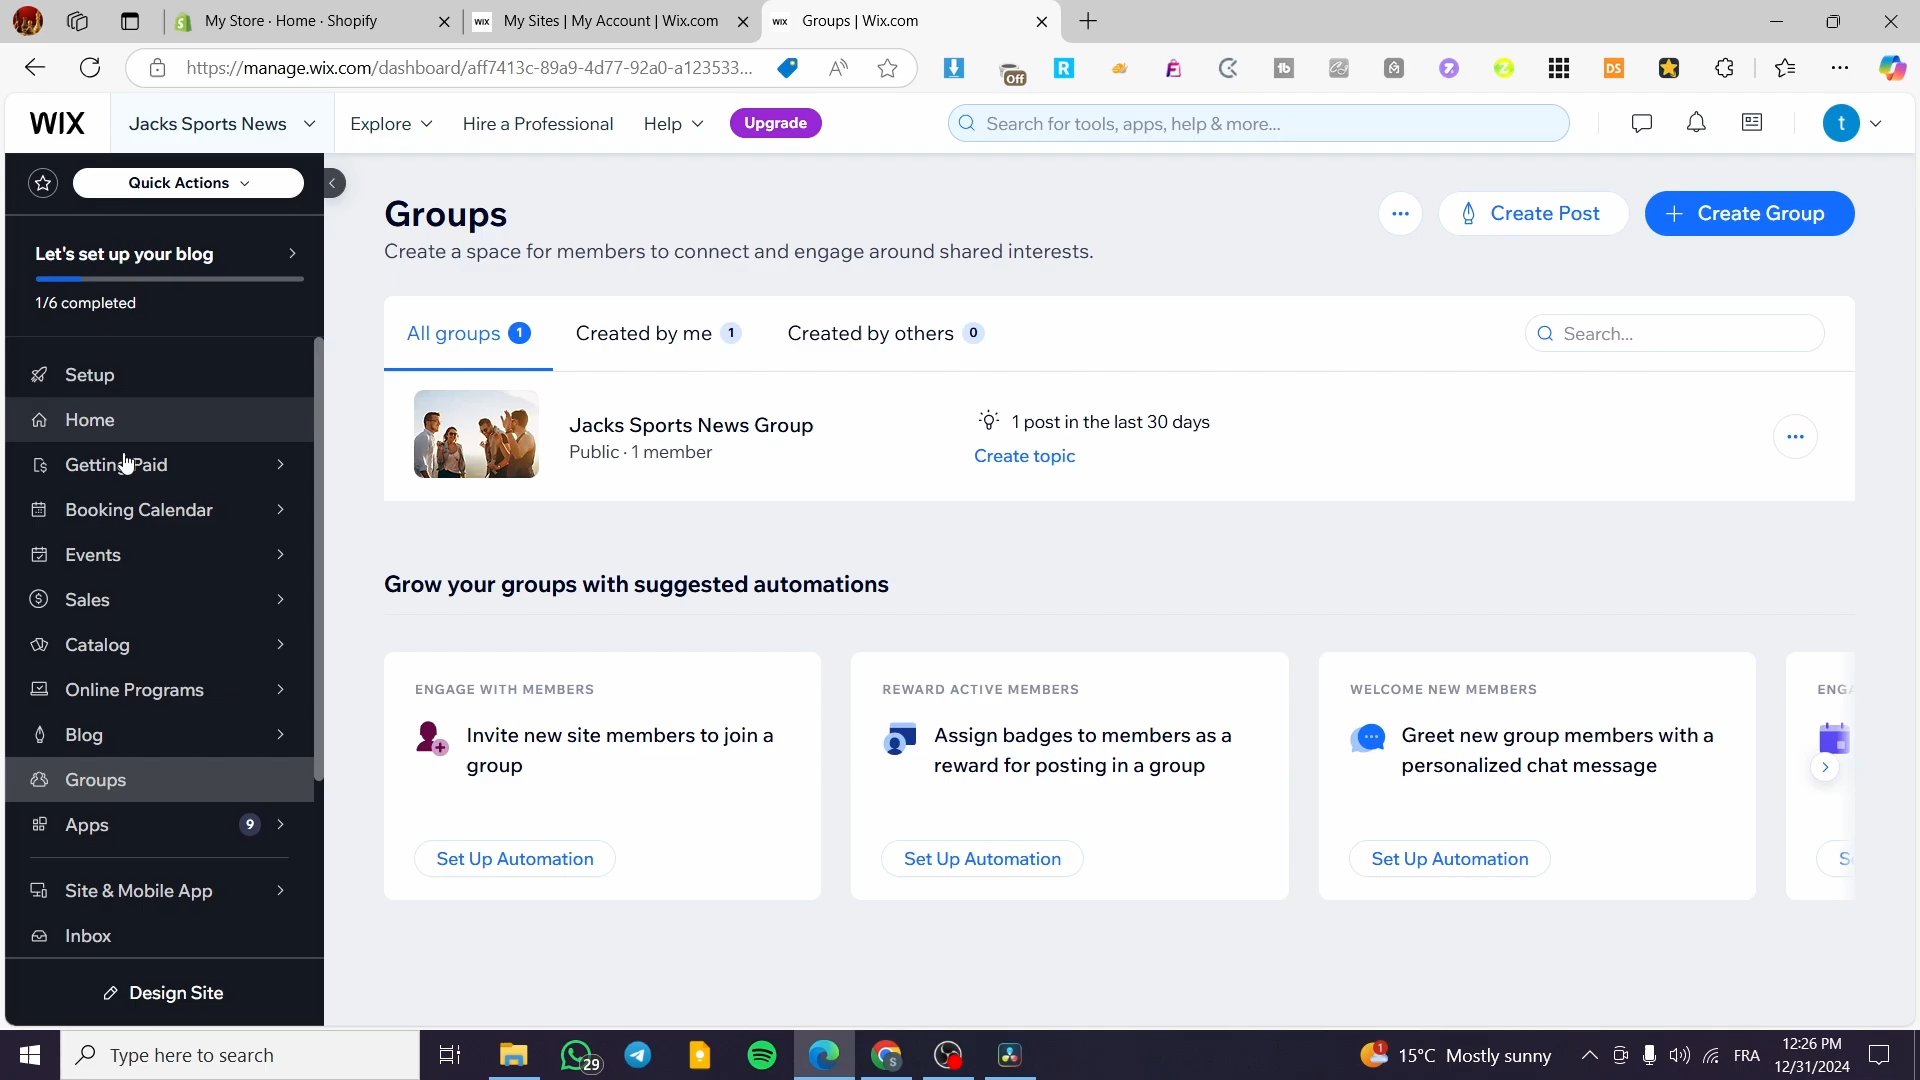 My Store · Home · Shopify
WIX My Sites | My Account | Wix.com
WIX Groups | Wix.com
https://manage.wix.com/dashboard/aff7413c-89a9-4d77-92a0-a123533...
Off
R
tb
DS
WIX
Jacks Sports News
Explore
Hire a Professional
Help
Upgrade
Search for tools, apps, help & more...
t
Quick Actions
Let's set up your blog
1/6 completed
Setup
Home
Getting Paid
Booking Calendar
Events
Sales
Catalog
Online Programs
Blog
Groups
Apps 9
Site & Mobile App
Inbox
Design Site
Groups
Create a space for members to connect and engage around shared interests.
Create Post
Create Group
All groups 1
Created by me 1
Created by others 0
Search...
Jacks Sports News Group
Public · 1 member
1 post in the last 30 days
Create topic
Grow your groups with suggested automations
ENGAGE WITH MEMBERS
Invite new site members to join a
group
Set Up Automation
REWARD ACTIVE MEMBERS
Assign badges to members as a
reward for posting in a group
Set Up Automation
WELCOME NEW MEMBERS
Greet new group members with a
personalized chat message
Set Up Automation
Type here to search
29
1
15°C Mostly sunny
FRA
12:26 PM
12/31/2024